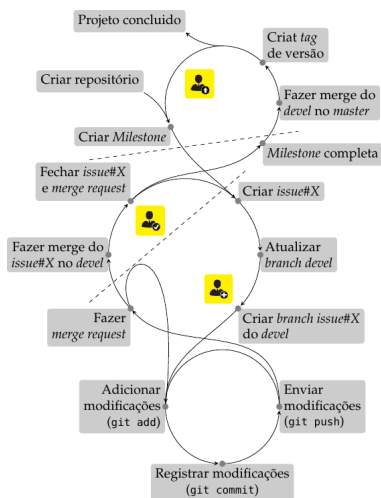 Projeto concluido
Criat tag
de versão
Criar repositório
Fazer merge do
devel no master
Criar Milestone
Milestone completa
Fechar issue#X
e merge request
Criar issue#X
Fazer merge do
issue#X no devel
Atualizar
branch devel
Fazer
merge request
Criar branch issue#X
do devel
Adicionar
modificações
(git add)
Enviar
modificações
(git push)
Registrar modificações
(git commit)